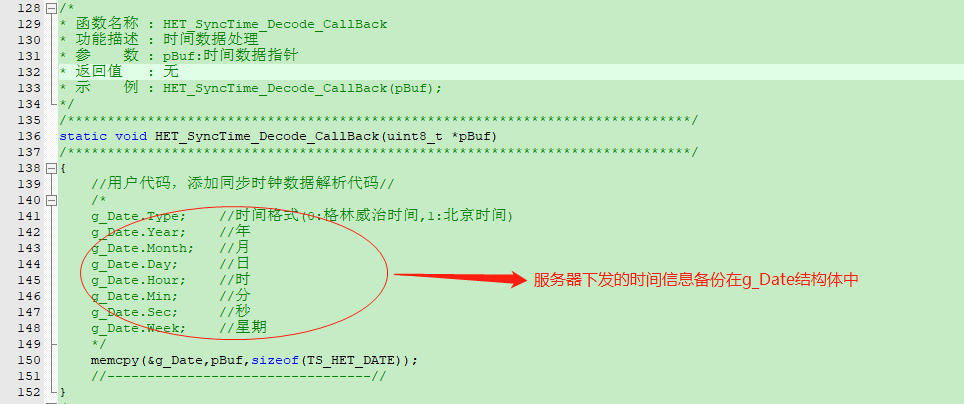 128 /*
129 * 函数名称 : HET_SyncTime_Decode_CallBack
130 * 功能描述 : 时间数据处理
131 * 参    数 : pBuf:时间数据指针
132 * 返回值   : 无
133 * 示    例 : HET_SyncTime_Decode_CallBack(pBuf);
134 */
135 /******************************************************************************/
136 static void HET_SyncTime_Decode_CallBack(uint8_t *pBuf)
137 /******************************************************************************/
138 {
139     //用户代码，添加同步时钟数据解析代码//
140     /*
141     g_Date.Type;    //时间格式(0:格林威治时间,1:北京时间)
142     g_Date.Year;    //年
143     g_Date.Month;   //月
144     g_Date.Day;     //日
145     g_Date.Hour;    //时
146     g_Date.Min;     //分
147     g_Date.Sec;     //秒
148     g_Date.Week;    //星期
服务器下发的时间信息备份在g_Date结构体中
149     */
150     memcpy(&g_Date,pBuf,sizeof(TS_HET_DATE));
151     //---------------------------------//
152 }